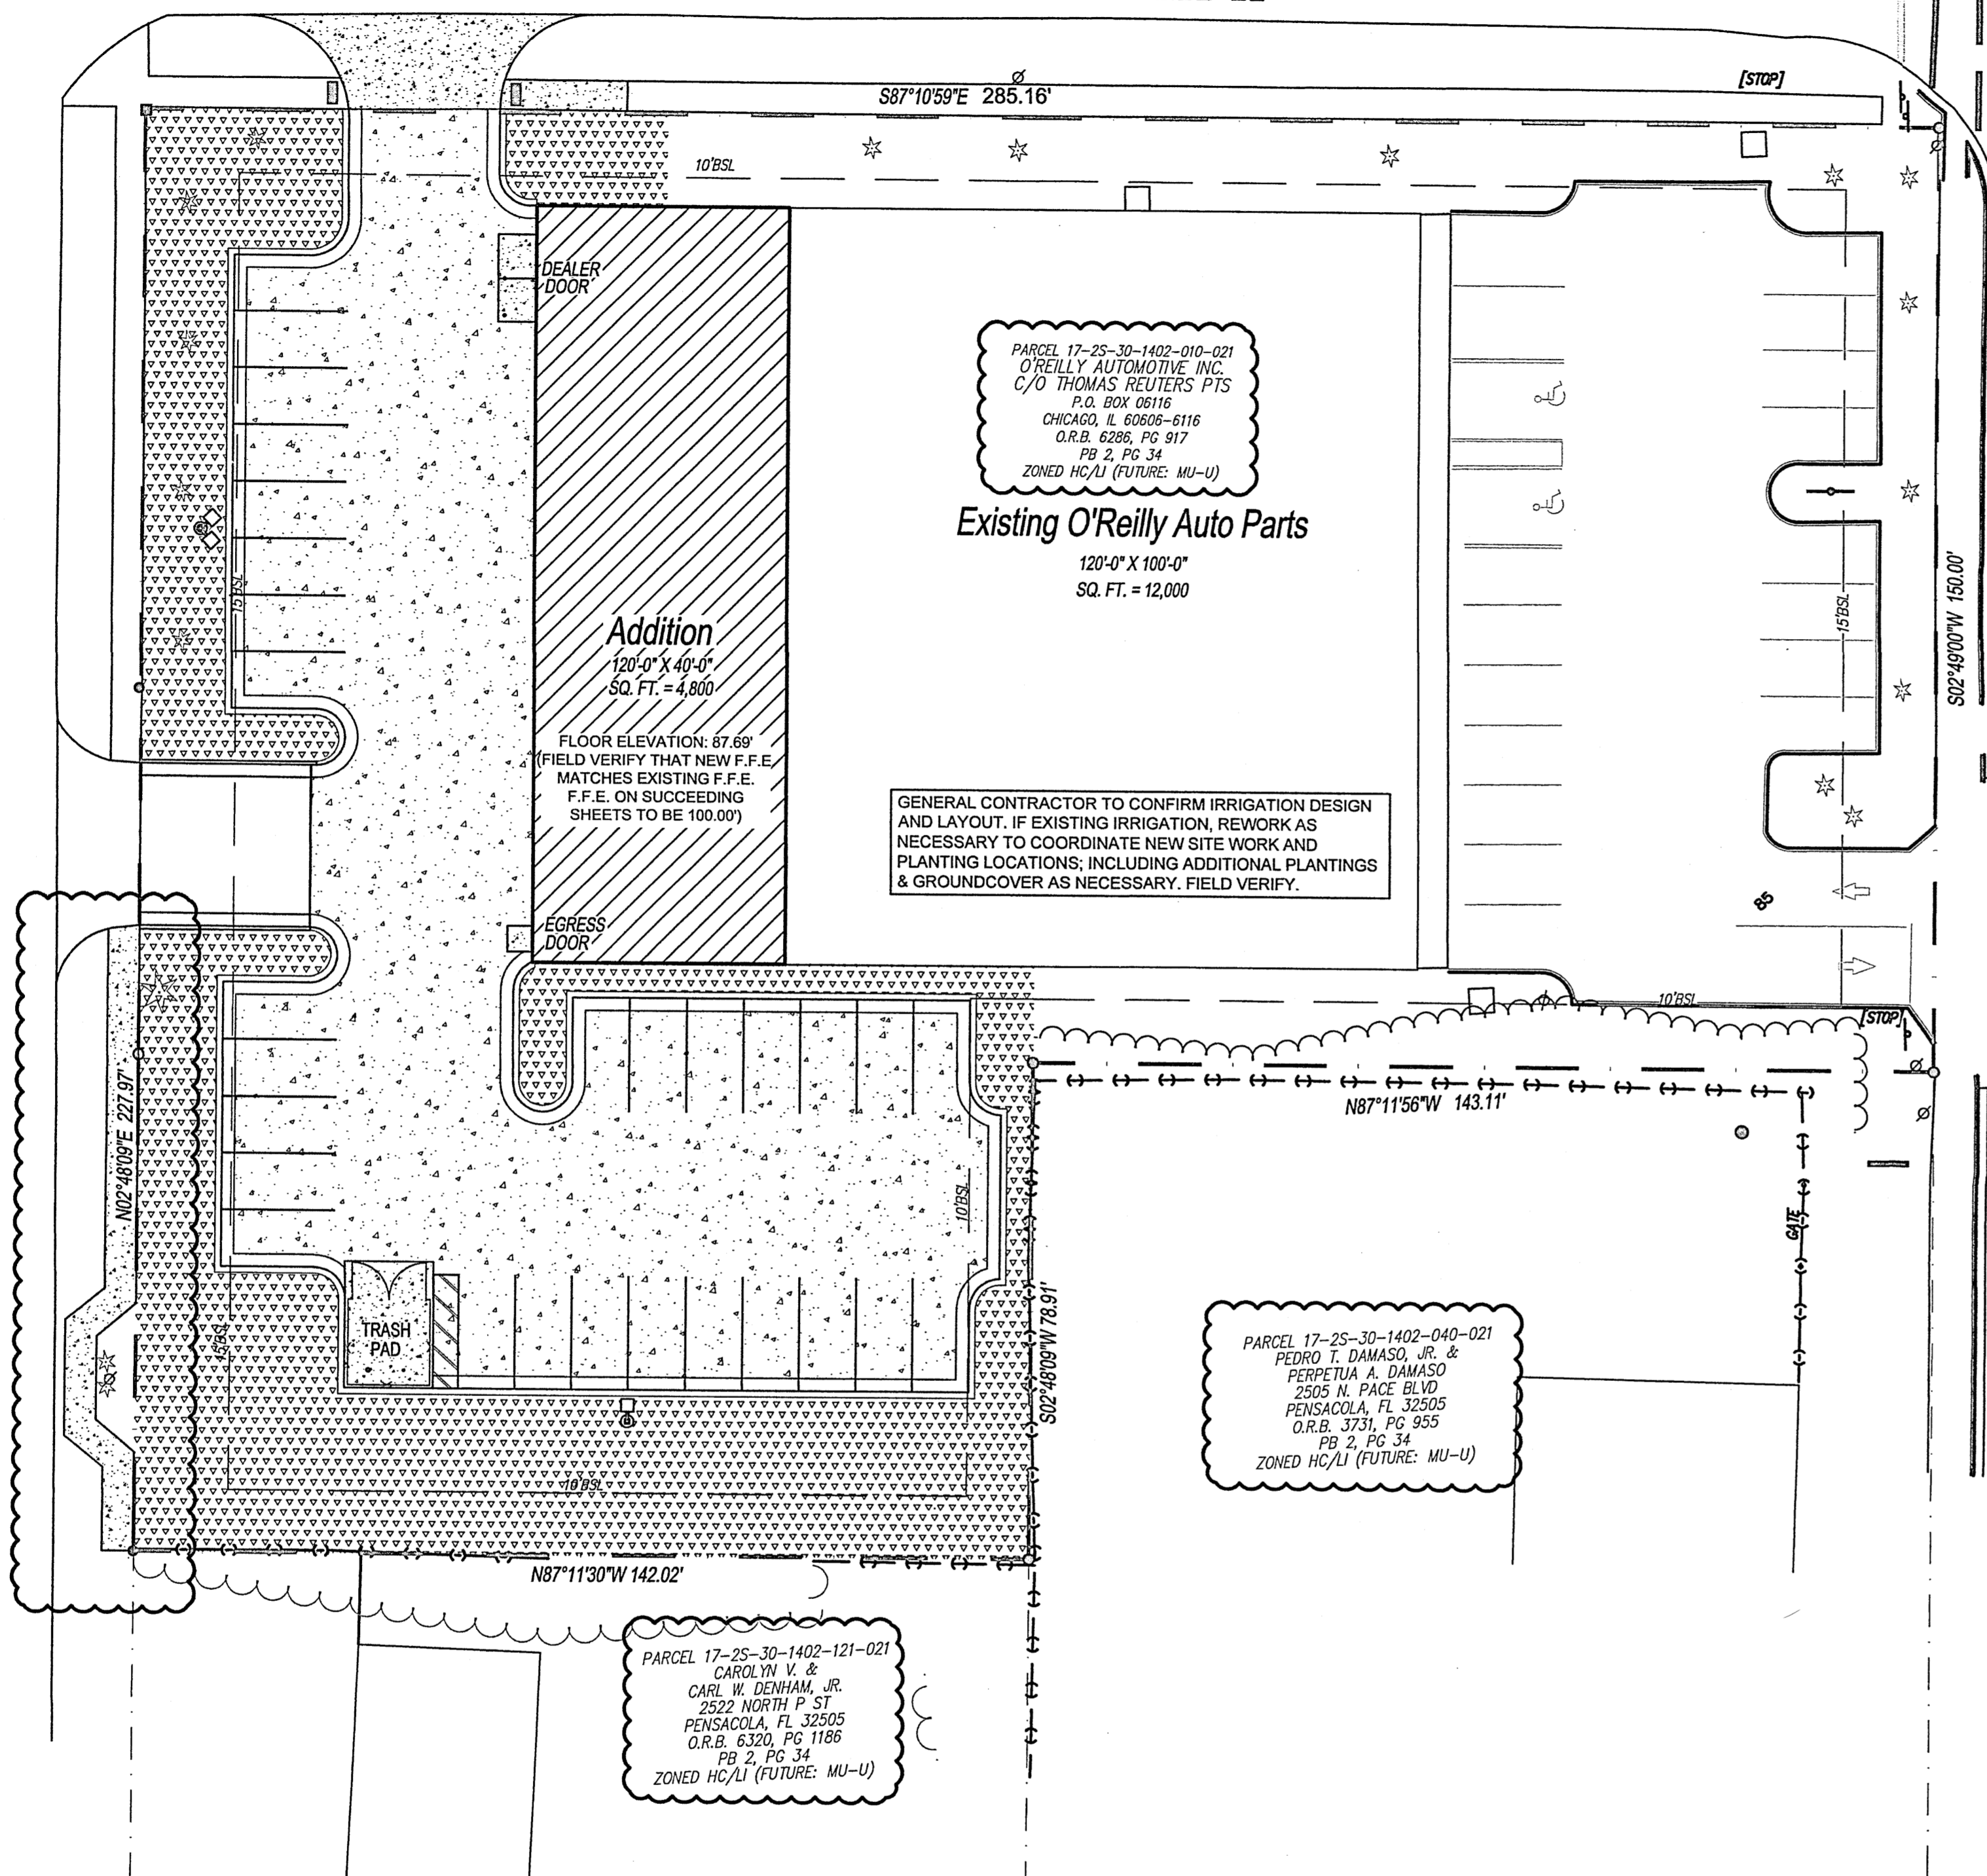 [STOP]
S87°10'59"E 285.16'
10'BSL
DEALER
DOOR
PARCEL 17-2S-30-1402-010-021
O'REILLY AUTOMOTIVE INC.
C/O THOMAS REUTERS PTS
P.O. BOX 06116
CHICAGO, IL 60606-6116
O.R.B. 6286, PG 917
PB 2, PG 34
ZONED HC/LI (FUTURE: MU-U)
Existing O'Reilly Auto Parts
120'-0" X 100'-0"
SQ. FT. = 12,000
15'BSL
15'BSL
S02°49'00"W 150.00'
Addition
120'-0" X 40'-0"
SQ. FT. = 4,800
FLOOR ELEVATION: 87.69'
(FIELD VERIFY THAT NEW F.F.E.
MATCHES EXISTING F.F.E.
F.F.E. ON SUCCEEDING
SHEETS TO BE 100.00')
GENERAL CONTRACTOR TO CONFIRM IRRIGATION DESIGN
AND LAYOUT. IF EXISTING IRRIGATION, REWORK AS
NECESSARY TO COORDINATE NEW SITE WORK AND
PLANTING LOCATIONS; INCLUDING ADDITIONAL PLANTINGS
& GROUNDCOVER AS NECESSARY. FIELD VERIFY.
85
EGRESS
DOOR
10'BSL
[STOP]
N02°48'09"E 227.97'
N87°11'56"W 143.11'
10'BSL
GATE
S02°48'09"W 78.91'
TRASH
PAD
15'BSL
PARCEL 17-2S-30-1402-040-021
PEDRO T. DAMASO, JR. &
PERPETUA A. DAMASO
2505 N. PACE BLVD
PENSACOLA, FL 32505
O.R.B. 3731, PG 955
PB 2, PG 34
ZONED HC/LI (FUTURE: MU-U)
10'BSL
N87°11'30"W 142.02'
PARCEL 17-2S-30-1402-121-021
CAROLYN V. &
CARL W. DENHAM, JR.
2522 NORTH P ST
PENSACOLA, FL 32505
O.R.B. 6320, PG 1186
PB 2, PG 34
ZONED HC/LI (FUTURE: MU-U)